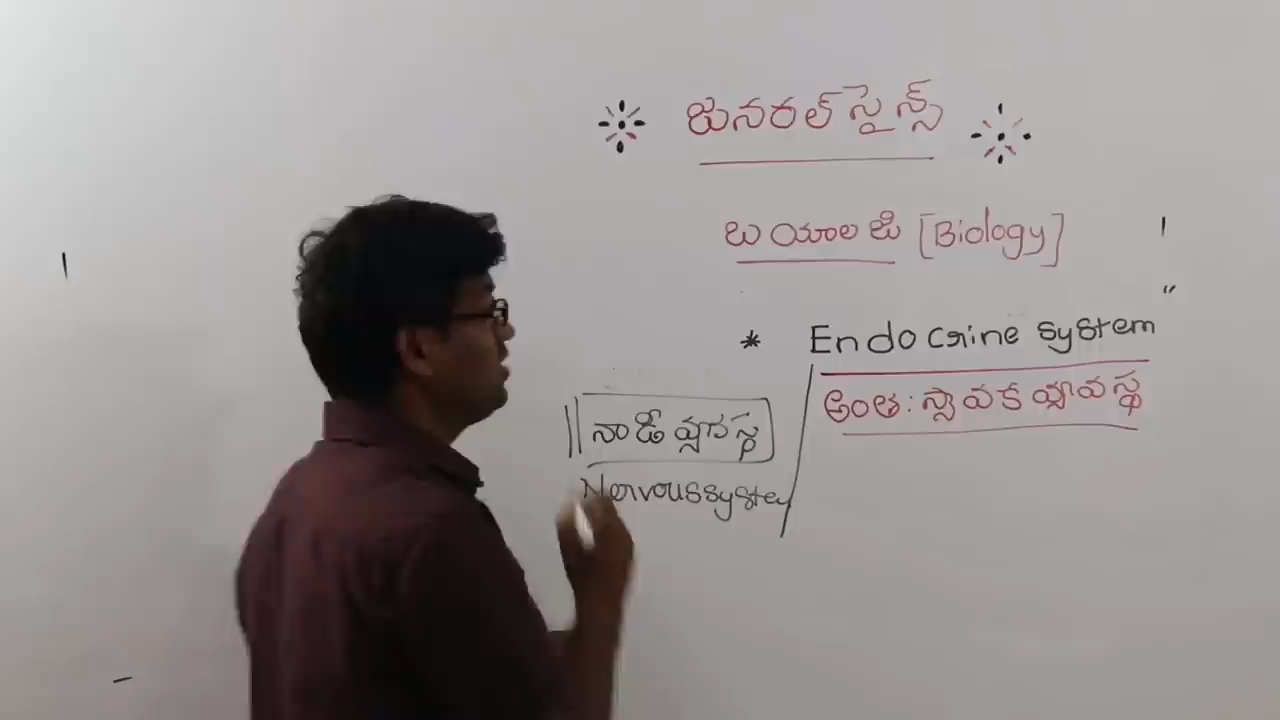 జనరల్ సైన్స్
బయాలజి [Biology]
* Endocrine system
అంత: స్రావక వ్యవస్థ
నాడీ వ్యవస్థ
Nervous system